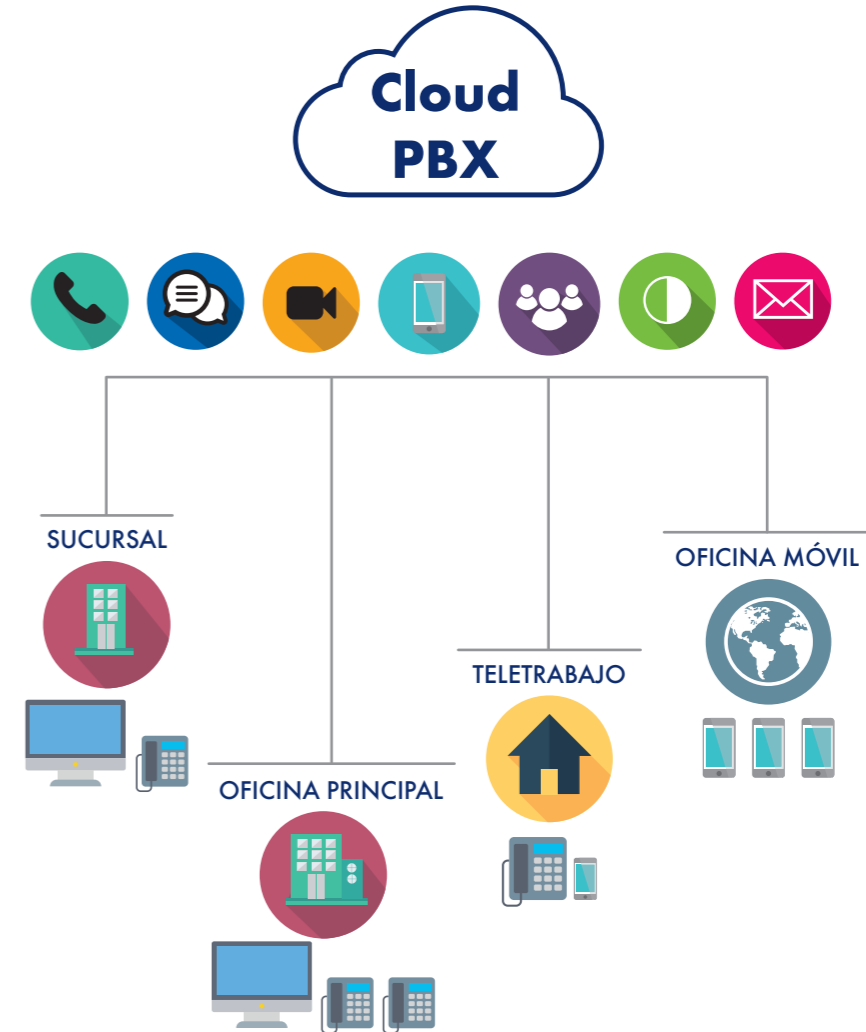 Cloud
PBX
SUCURSAL
OFICINA MÓVIL
TELETRABAJO
OFICINA PRINCIPAL